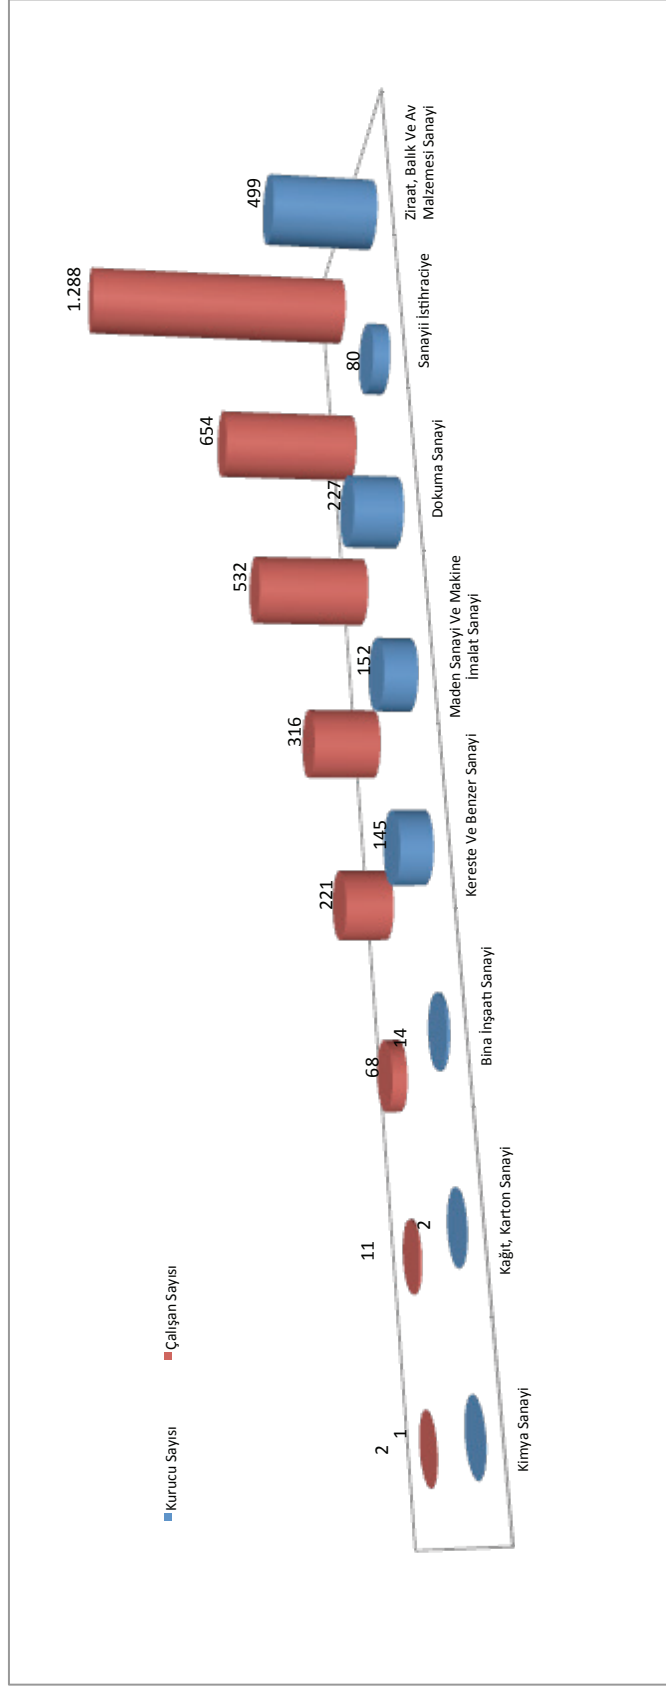 Kurucu Sayısı
Çalışan Sayısı
2
1
11
2
68
14
221
145
316
152
532
227
654
80
1.288
499
Kimya Sanayi
Kağıt, Karton Sanayi
Bina İnşaatı Sanayi
Kereste Ve Benzer Sanayi
Maden Sanayi Ve Makine
İmalat Sanayi
Dokuma Sanayi
Sanayii İstihraciye
Ziraat, Balık Ve Av
Malzemesi Sanayi